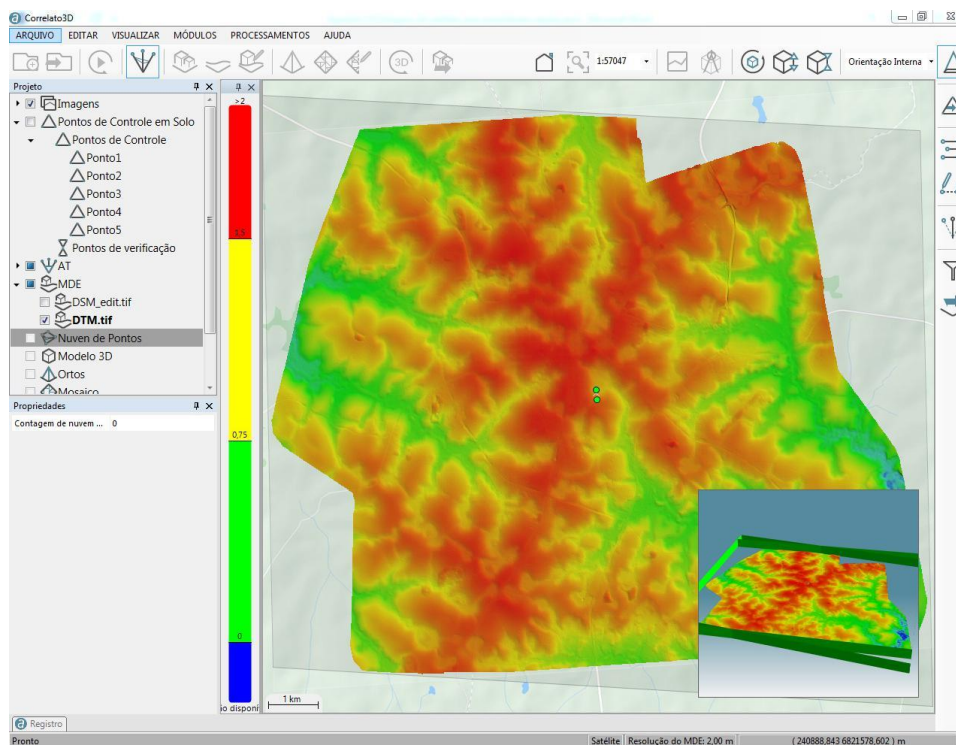 Correlato3D
ARQUIVO EDITAR VISUALIZAR MÓDULOS PROCESSAMENTOS AJUDA
3D 1:57047 Orientação Interna
Projeto
Imagens
Pontos de Controle em Solo
Pontos de Controle
Ponto1
Ponto2
Ponto3
Ponto4
Ponto5
Pontos de verificação
AT
MDE
DSM_edit.tif
DTM.tif
Nuven de Pontos
Modelo 3D
Ortos
Mosaico
Propriedades
Contagem de nuvem ... 0
>2
1,5
0,75
0
io disponí
1 km
Registro
Pronto
Satélite Resolução do MDE: 2,00 m ( 240888,843 6821578,602 ) m